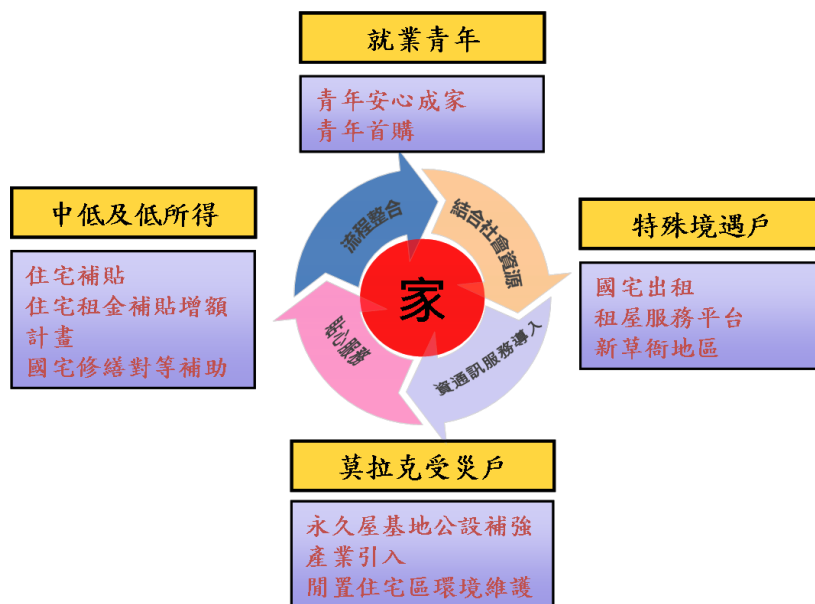 就業青年
青年安心成家
青年首購
中低及低所得
住宅補貼
住宅租金補貼增額
計畫
國宅修繕對等補助
流程整合
結合社會資源
家
貼心服務
資通訊服務導入
特殊境遇戶
國宅出租
租屋服務平台
新草衙地區
莫拉克受災戶
永久屋基地公設補強
產業引入
閒置住宅區環境維護